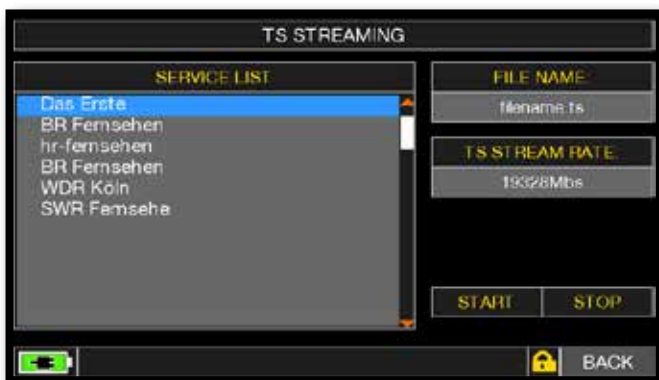 TS STREAMING
SERVICE LIST
Das Erste
BR Fernsehen
hr-fernsehen
BR Fernsehen
WDR Köln
SWR Fernsehe
FILE NAME
filename.ts
TS STREAM RATE.
19328Mbs
START
STOP
BACK